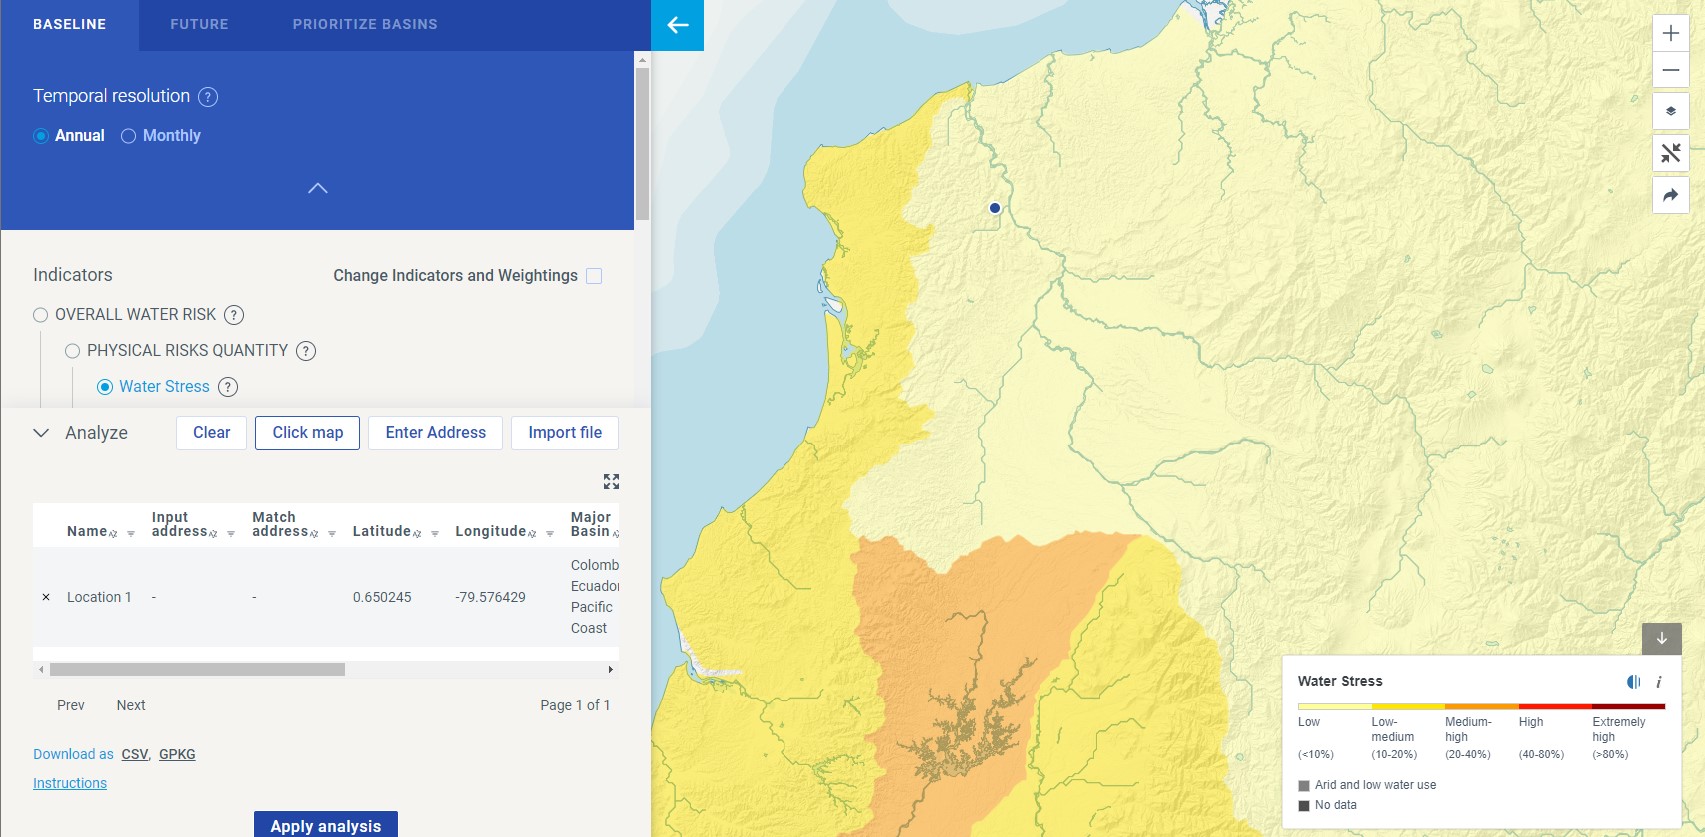 BASELINE FUTURE PRIORITIZE BASINS
Temporal resolution ?
Annual Monthly
Indicators Change Indicators and Weightings
OVERALL WATER RISK ?
PHYSICAL RISKS QUANTITY ?
Water Stress ?
Analyze Clear Click map Enter Address Import file
Name Input address Match address Latitude Longitude Major Basin
Location 1 - - 0.650245 -79.576429
Pacific
Coast
Prev Next Page 1 of 1
Download as CSV, GPKG
Instructions
Apply analysis
Water Stress i
Low Low-medium Medium-high High Extremely high
(<10%) (10-20%) (20-40%) (40-80%) (>80%)
Arid and low water use
No data